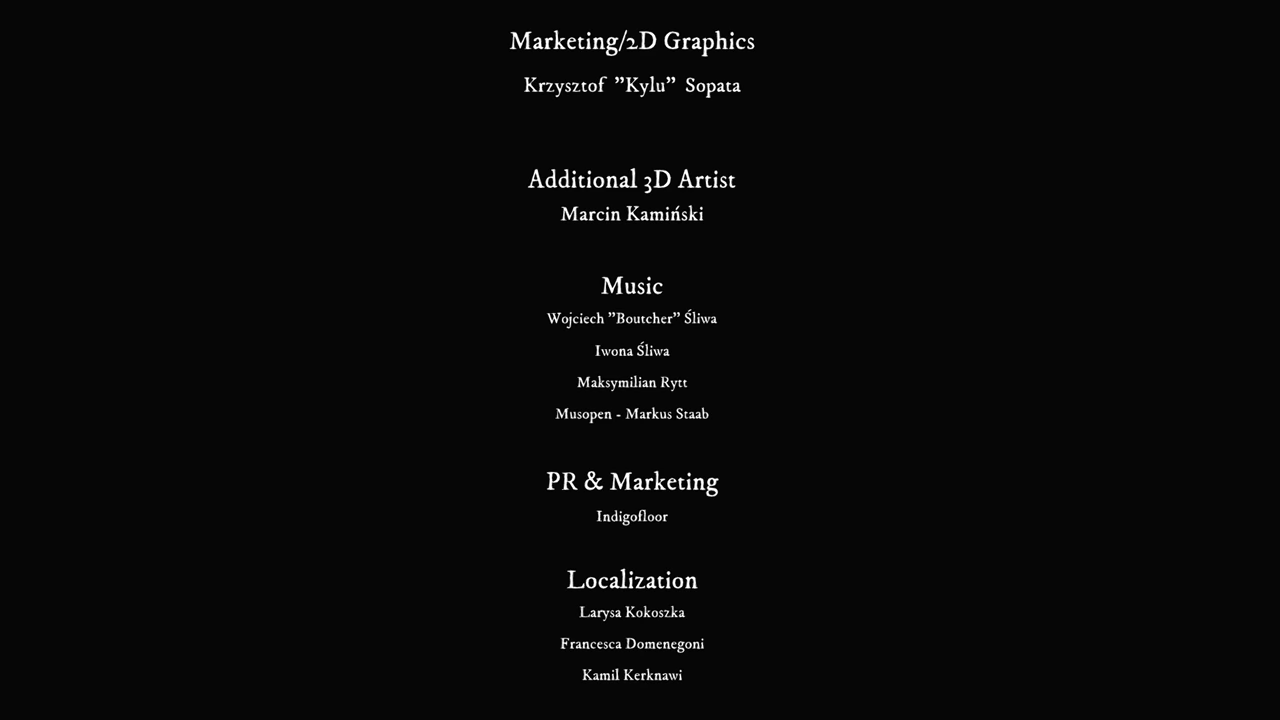 Marketing/2D Graphics
Krzysztof ”Kylu” Sopata
Additional 3D Artist
Marcin Kamiński
Music
Wojciech ”Boutcher” Śliwa
Iwona Śliwa
Maksymilian Rytt
Musopen - Markus Staab
PR & Marketing
Indigofloor
Localization
Larysa Kokoszka
Francesca Domenegoni
Kamil Kerknawi